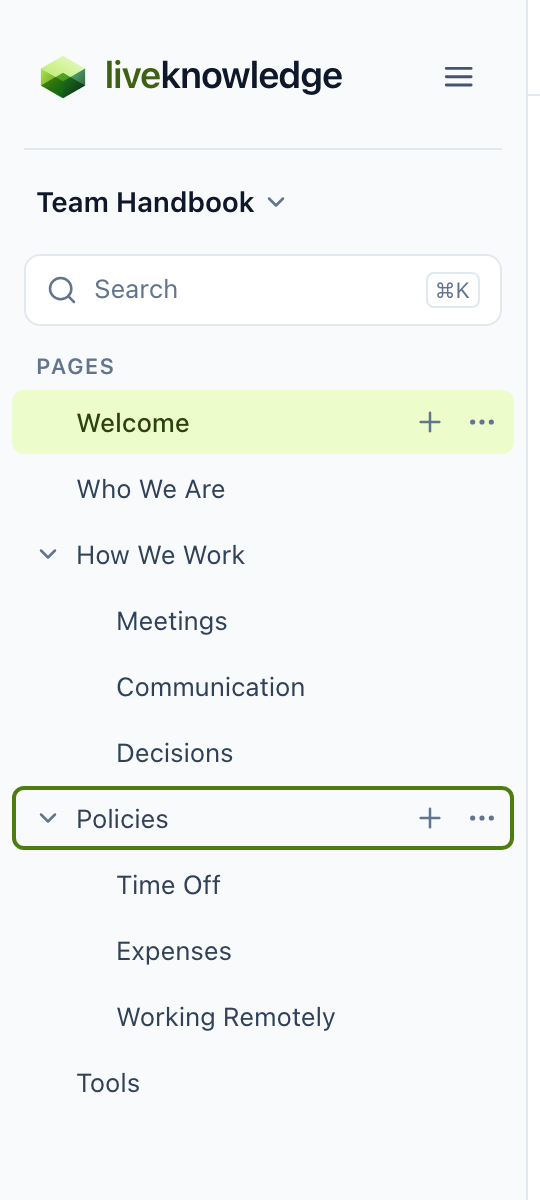 liveknowledge
Team Handbook
Search ⌘K
PAGES
Welcome
Who We Are
How We Work
Meetings
Communication
Decisions
Policies
Time Off
Expenses
Working Remotely
Tools